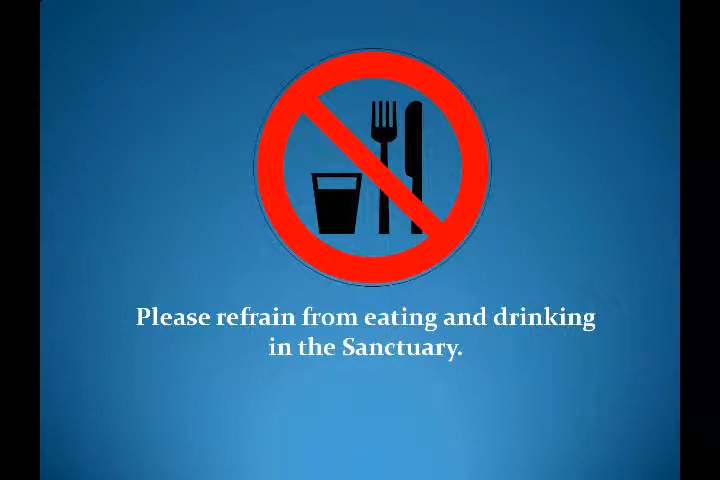 Please refrain from eating and drinking
in the Sanctuary.